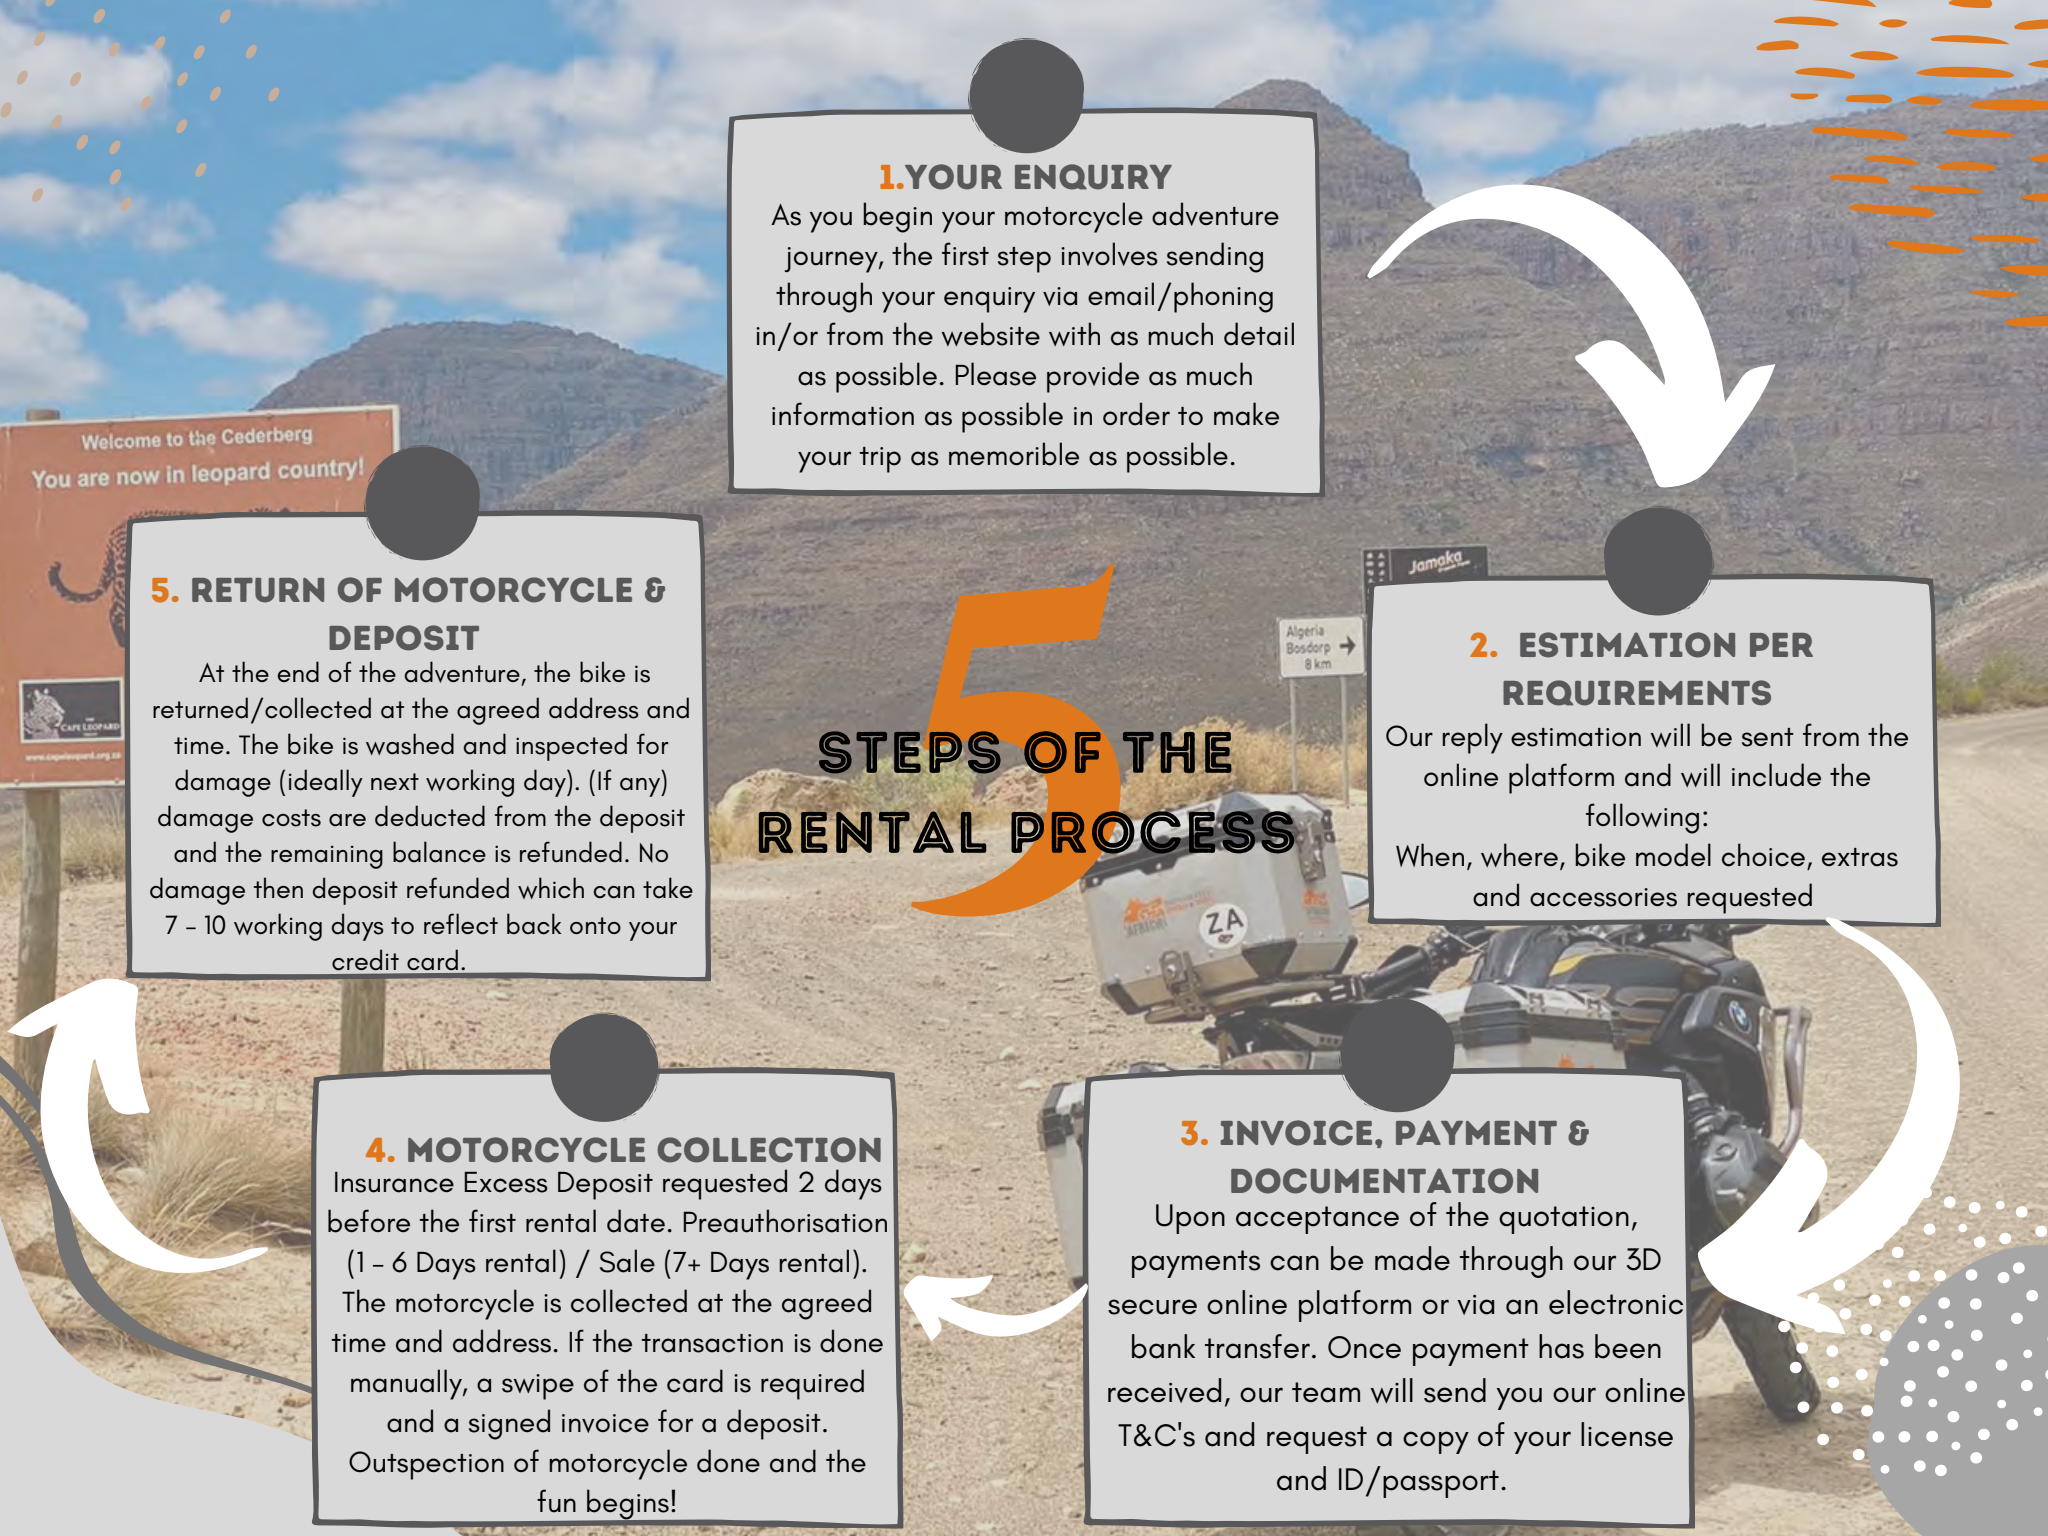 1.YOUR ENQUIRY
As you begin your motorcycle adventure
journey, the first step involves sending
through your enquiry via email/phoning
in/or from the website with as much detail
as possible. Please provide as much
information as possible in order to make
your trip as memorible as possible.
Welcome to the Cederberg
You are now in leopard country!
CAPE LEOPARD
www.capeleopard.org.za
5. RETURN OF MOTORCYCLE &
DEPOSIT
At the end of the adventure, the bike is
returned/collected at the agreed address and
time. The bike is washed and inspected for
damage (ideally next working day). (If any)
damage costs are deducted from the deposit
and the remaining balance is refunded. No
damage then deposit refunded which can take
7 – 10 working days to reflect back onto your
credit card.
5
STEPS OF THE
RENTAL PROCESS
Jamaka
Algeria
Bosdorp
8 km
ZA
2. ESTIMATION PER
REQUIREMENTS
Our reply estimation will be sent from the
online platform and will include the
following:
When, where, bike model choice, extras
and accessories requested
3. INVOICE, PAYMENT &
DOCUMENTATION
Upon acceptance of the quotation,
payments can be made through our 3D
secure online platform or via an electronic
bank transfer. Once payment has been
received, our team will send you our online
T&C's and request a copy of your license
and ID/passport.
4. MOTORCYCLE COLLECTION
Insurance Excess Deposit requested 2 days
before the first rental date. Preauthorisation
(1 – 6 Days rental) / Sale (7+ Days rental).
The motorcycle is collected at the agreed
time and address. If the transaction is done
manually, a swipe of the card is required
and a signed invoice for a deposit.
Outspection of motorcycle done and the
fun begins!